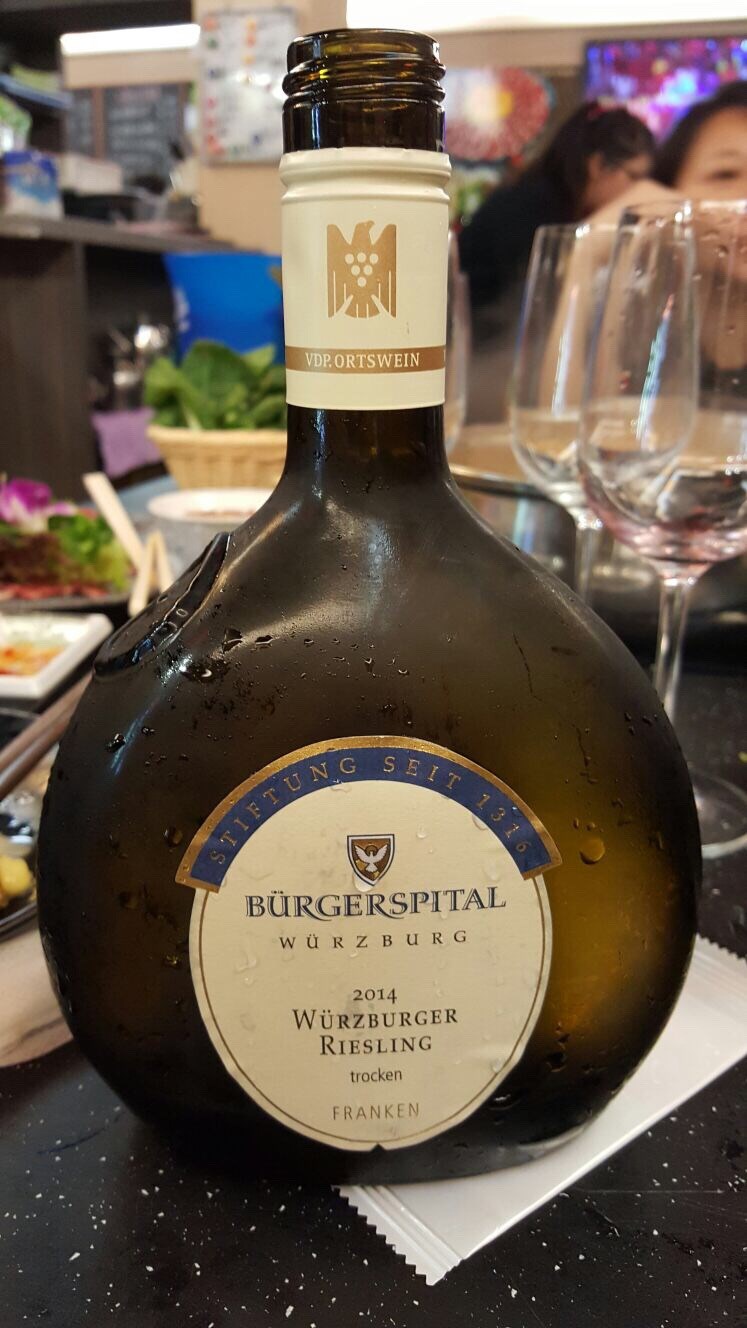 VDP.ORTSWEIN
STIFTUNG SEIT 1316
BÜRGERSPITAL
WÜRZBURG
2014
WÜRZBURGER
RIESLING
trocken
FRANKEN